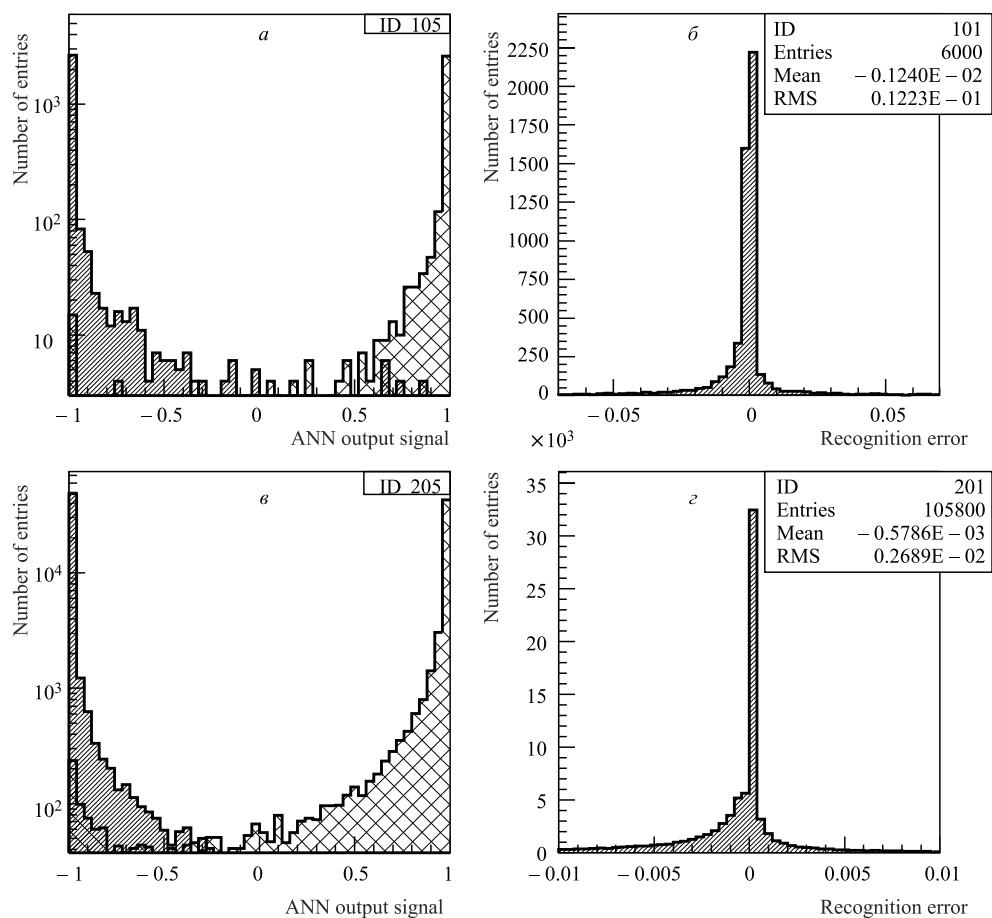 а
ID 105
Number of entries
10³
10²
10
−1
−0.5
0
0.5
1
ANN output signal
б
ID 101
Entries 6000
Mean −0.1240E−02
RMS 0.1223E−01
Number of entries
2250
2000
1750
1500
1250
1000
750
500
250
0
−0.05
0
0.05
Recognition error
в
ID 205
Number of entries
10⁴
10³
10²
−1
−0.5
0
0.5
1
ANN output signal
×10³
г
ID 201
Entries 105800
Mean −0.5786E−03
RMS 0.2689E−02
Number of entries
35
30
25
20
15
10
5
0
−0.01
−0.005
0
0.005
0.01
Recognition error